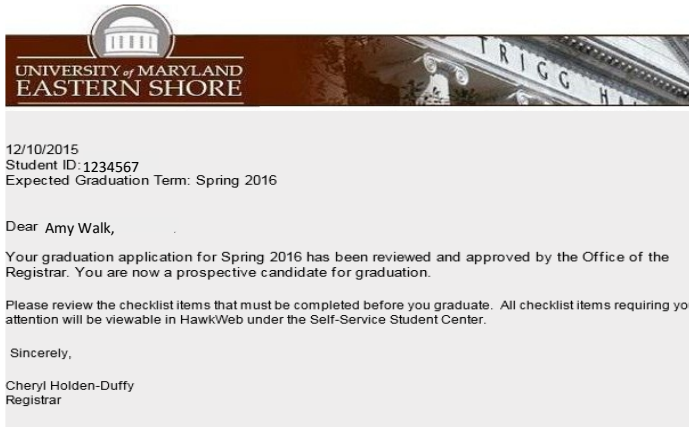 TRIGG HA
UNIVERSITY of MARYLAND
EASTERN SHORE
12/10/2015
Student ID: 1234567
Expected Graduation Term: Spring 2016
Dear Amy Walk,
Your graduation application for Spring 2016 has been reviewed and approved by the Office of the
Registrar. You are now a prospective candidate for graduation.
Please review the checklist items that must be completed before you graduate. All checklist items requiring yo
attention will be viewable in HawkWeb under the Self-Service Student Center.
Sincerely,
Cheryl Holden-Duffy
Registrar